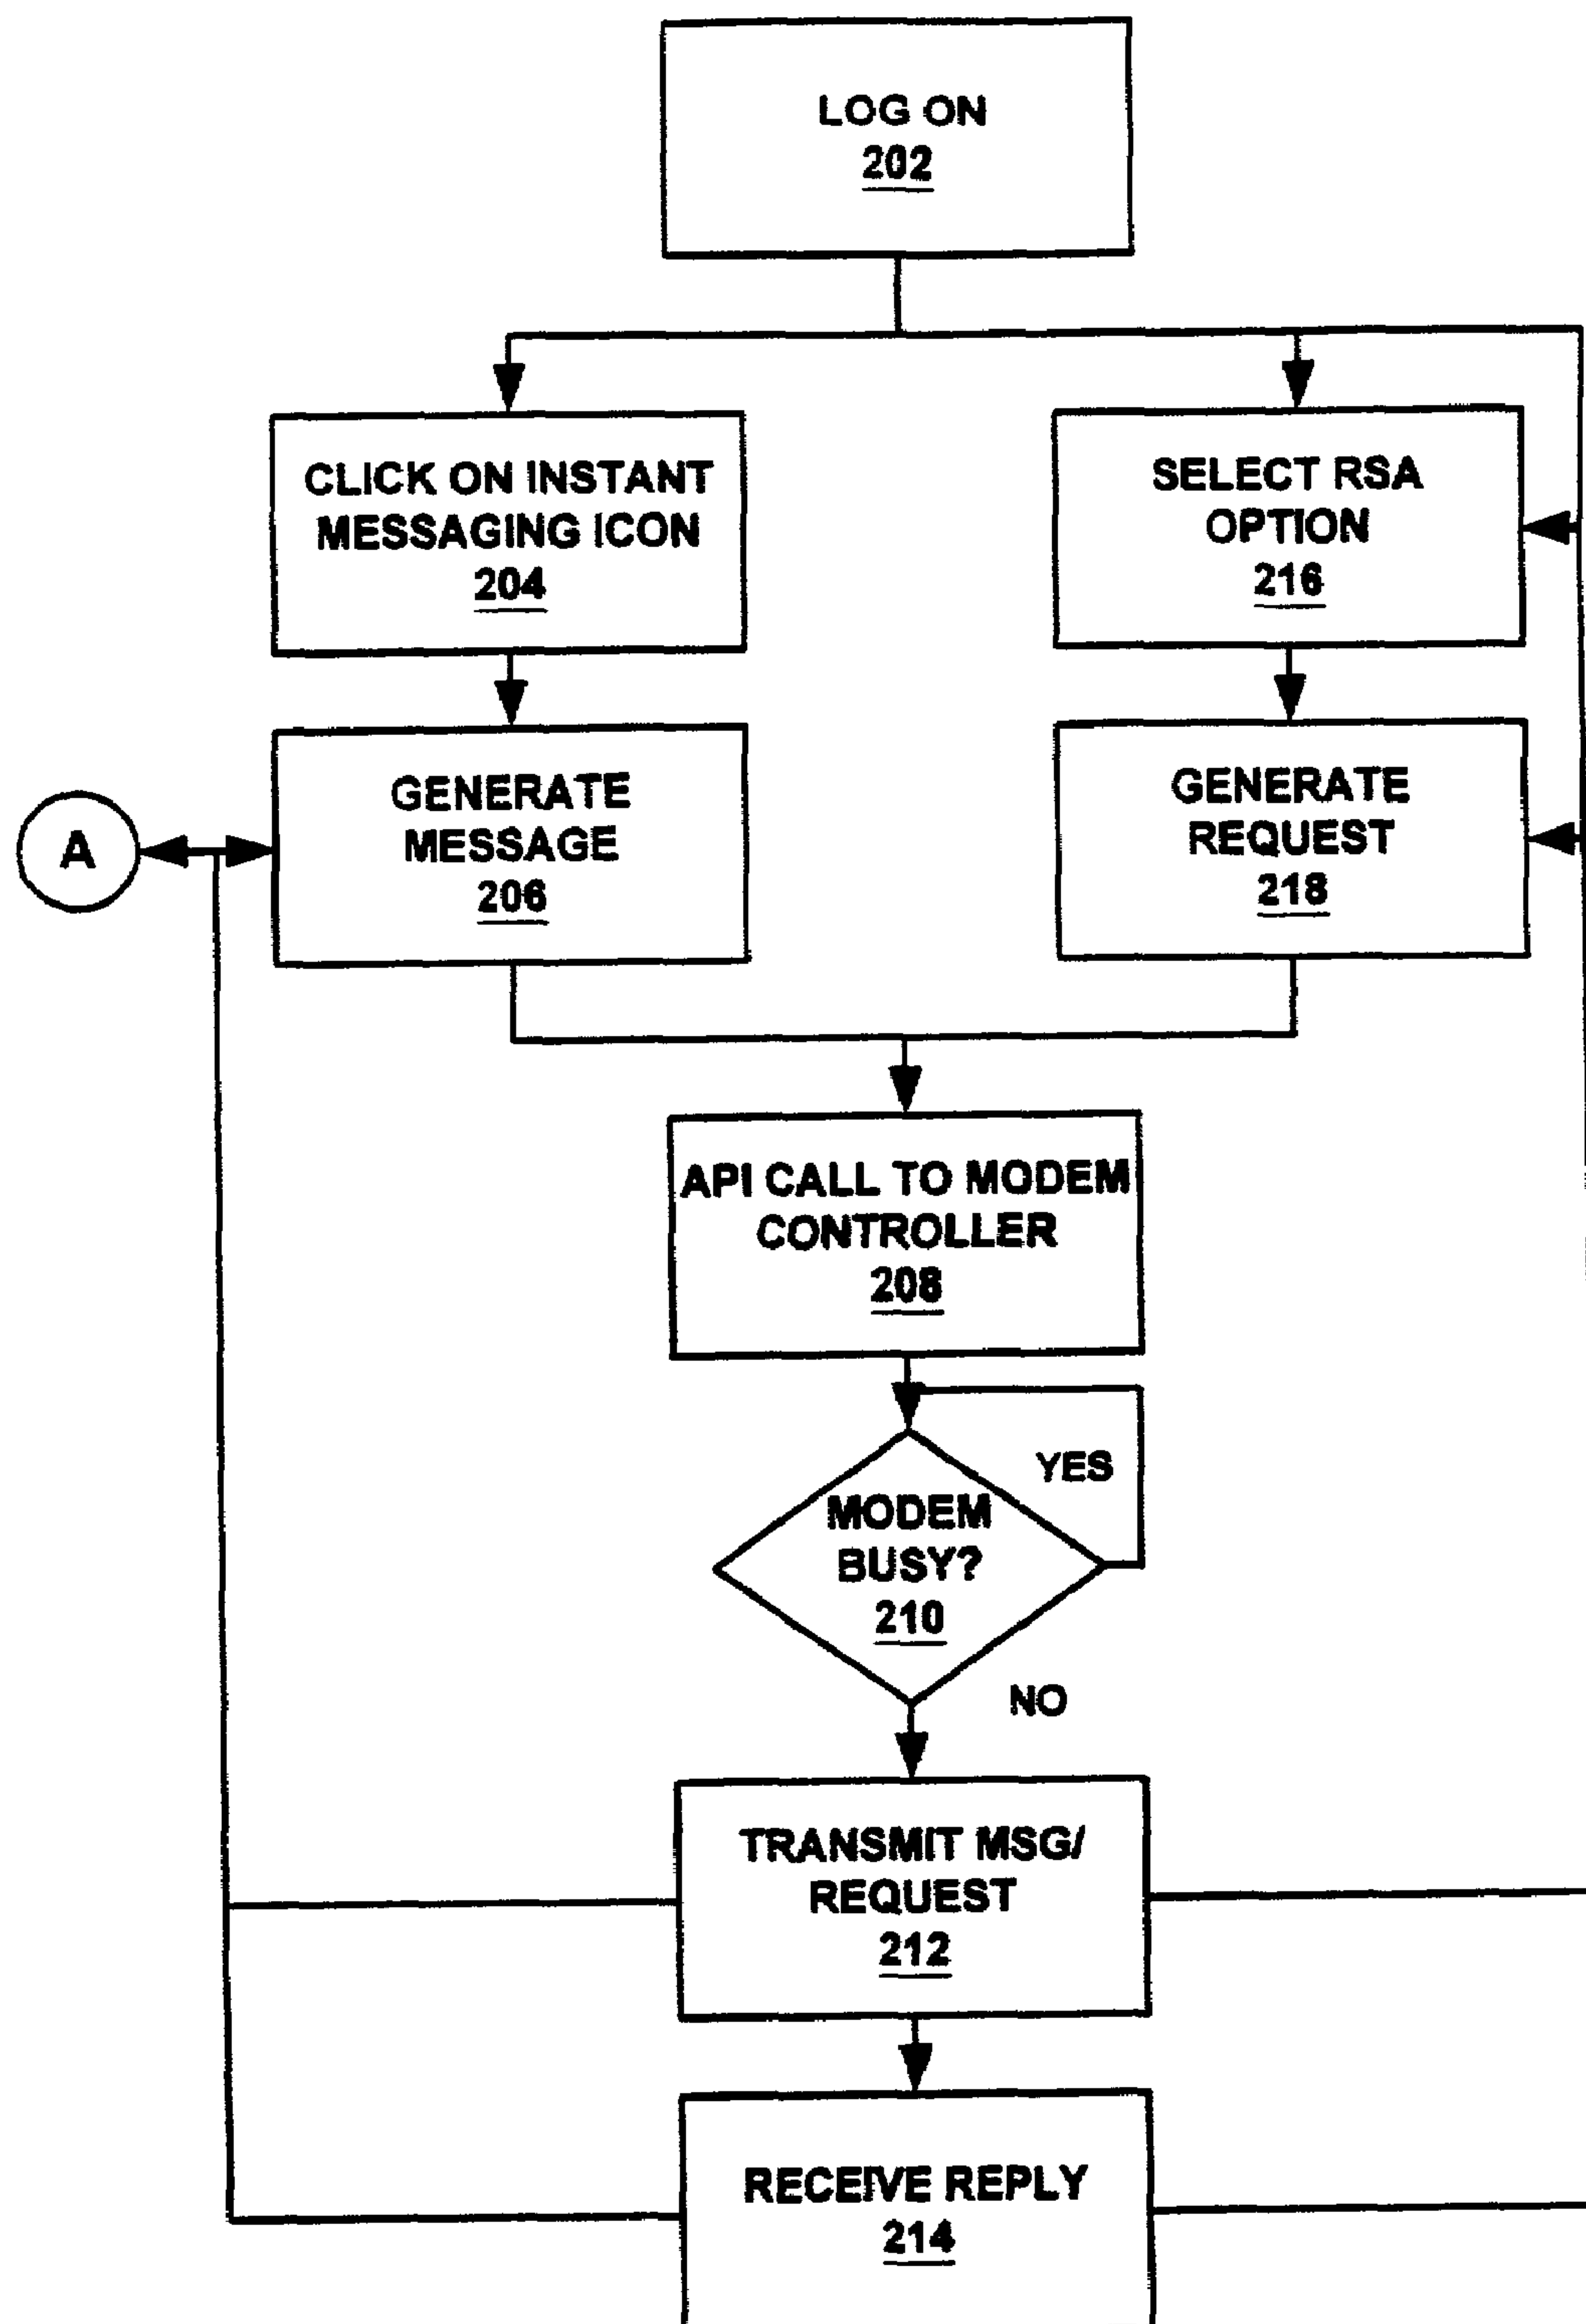 LOG ON
202
CLICK ON INSTANT
MESSAGING ICON
204
SELECT RSA
OPTION
216
A
GENERATE
MESSAGE
206
GENERATE
REQUEST
218
API CALL TO MODEM
CONTROLLER
208
YES
MODEM
BUSY?
210
NO
TRANSMIT MSG/
REQUEST
212
RECEIVE REPLY
214